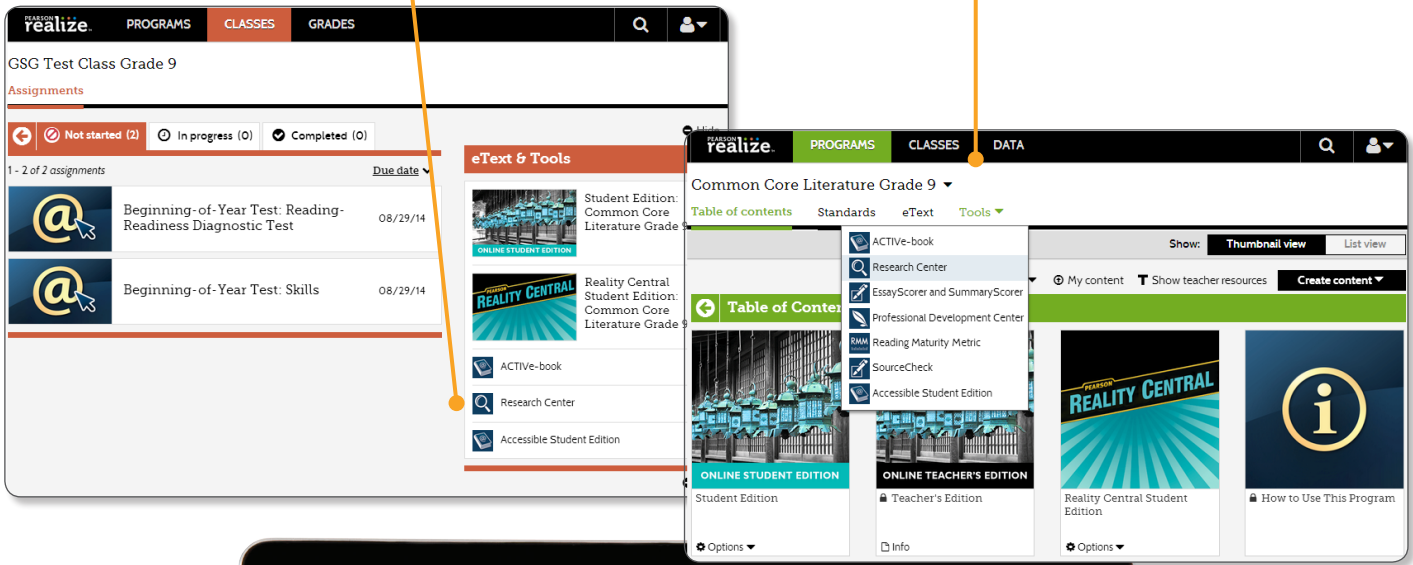 PEARSON
realize™
PROGRAMS
CLASSES
GRADES
GSG Test Class Grade 9
Assignments
Not started (2)
In progress (0)
Completed (0)
Hide
1 - 2 of 2 assignments
Due date
Beginning-of-Year Test: Reading-
Readiness Diagnostic Test
08/29/14
Beginning-of-Year Test: Skills
08/29/14
eText & Tools
ONLINE STUDENT EDITION
Student Edition:
Common Core
Literature Grade 9
REALITY CENTRAL
Reality Central
Student Edition:
Common Core
Literature Grade 9
ACTIVe-book
Research Center
Accessible Student Edition
PEARSON
realize™
PROGRAMS
CLASSES
DATA
Common Core Literature Grade 9
Table of contents
Standards
eText
Tools
ACTIVe-book
Research Center
EssayScorer and SummaryScorer
Professional Development Center
RMM
Reading Maturity Metric
SourceCheck
Accessible Student Edition
Show:
Thumbnail view
List view
My content
Show teacher resources
Create content
Table of Conte
ONLINE STUDENT EDITION
Student Edition
Options
ONLINE TEACHER'S EDITION
Teacher's Edition
Info
PEARSON
REALITY CENTRAL
Reality Central Student
Edition
Options
i
How to Use This Program